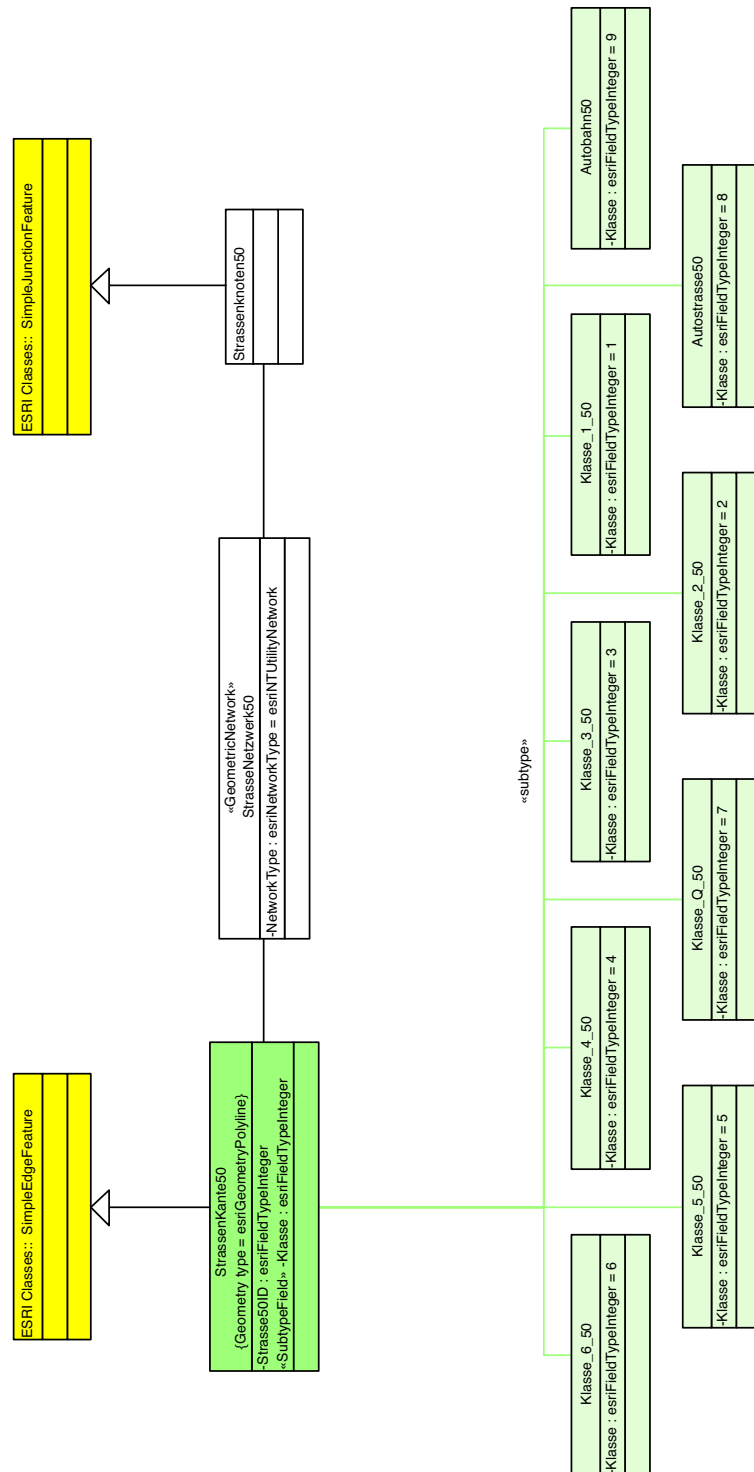 ESRI Classes:: SimpleEdgeFeature
ESRI Classes:: SimpleJunctionFeature
StrassenKante50
{Geometry type = esriGeometryPolyline}
-Strasse50ID : esriFieldTypeInteger
«SubtypeField» -Klasse : esriFieldTypeInteger
«GeometricNetwork»
StrasseNetzwerk50
-NetworkType : esriNetworkType = esriNTUtilityNetwork
Strassenknoten50
«subtype»
Klasse_6_50
-Klasse : esriFieldTypeInteger = 6
Klasse_4_50
-Klasse : esriFieldTypeInteger = 4
Klasse_3_50
-Klasse : esriFieldTypeInteger = 3
Klasse_1_50
-Klasse : esriFieldTypeInteger = 1
Autobahn50
-Klasse : esriFieldTypeInteger = 9
Klasse_5_50
-Klasse : esriFieldTypeInteger = 5
Klasse_Q_50
-Klasse : esriFieldTypeInteger = 7
Klasse_2_50
-Klasse : esriFieldTypeInteger = 2
Autostrasse50
-Klasse : esriFieldTypeInteger = 8